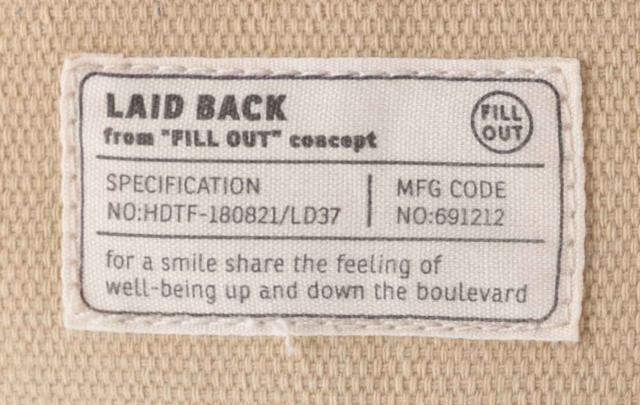 LAID BACK
from "FILL OUT" concept
FILL
OUT
SPECIFICATION
NO:HDTF-180821/LD37
MFG CODE
NO:691212
for a smile share the feeling of
well-being up and down the boulevard